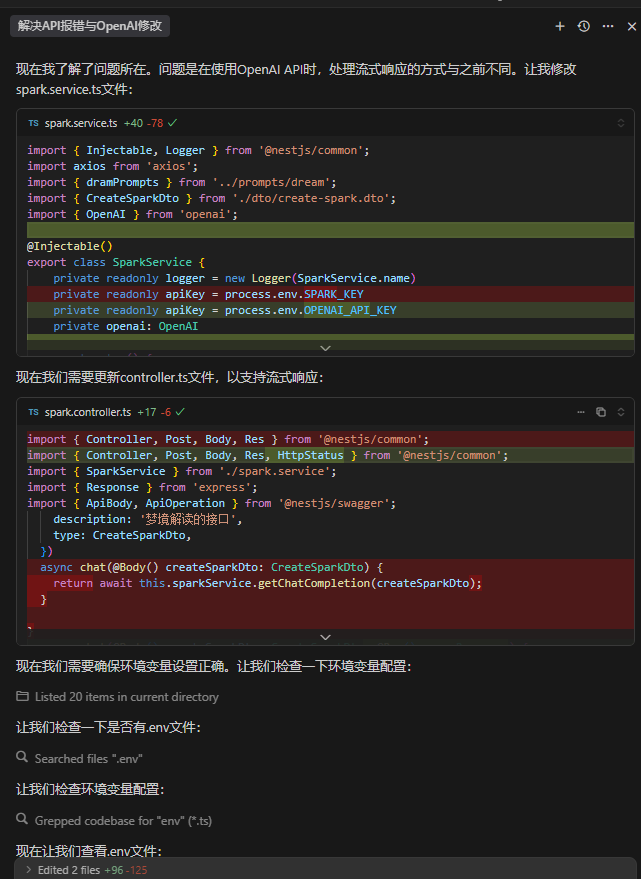 解决API报错与OpenAI修改
现在我了解了问题所在。问题是在使用OpenAI API时，处理流式响应的方式与之前不同。让我修改
spark.service.ts文件：
TS spark.service.ts +40 -78
import { Injectable, Logger } from '@nestjs/common';
import axios from 'axios';
import { dramPrompts } from '../prompts/dream';
import { CreateSparkDto } from './dto/create-spark.dto';
import { OpenAI } from 'openai';
@Injectable()
export class SparkService {
private readonly logger = new Logger(SparkService.name)
private readonly apiKey = process.env.SPARK_KEY
private readonly apiKey = process.env.OPENAI_API_KEY
private openai: OpenAI
现在我们需要更新controller.ts文件，以支持流式响应：
TS spark.controller.ts +17 -6
import { Controller, Post, Body, Res } from '@nestjs/common';
import { Controller, Post, Body, Res, HttpStatus } from '@nestjs/common';
import { SparkService } from './spark.service';
import { Response } from 'express';
import { ApiBody, ApiOperation } from '@nestjs/swagger';
description: '梦境解读的接口',
type: CreateSparkDto,
})
async chat(@Body() createSparkDto: CreateSparkDto) {
return await this.sparkService.getChatCompletion(createSparkDto);
}
现在我们需要确保环境变量设置正确。让我们检查一下环境变量配置：
Listed 20 items in current directory
让我们检查一下是否有.env文件：
Searched files ".env"
让我们检查环境变量配置：
Grepped codebase for "env" (*.ts)
现在让我们查看.env文件：
Edited 2 files +96 -125